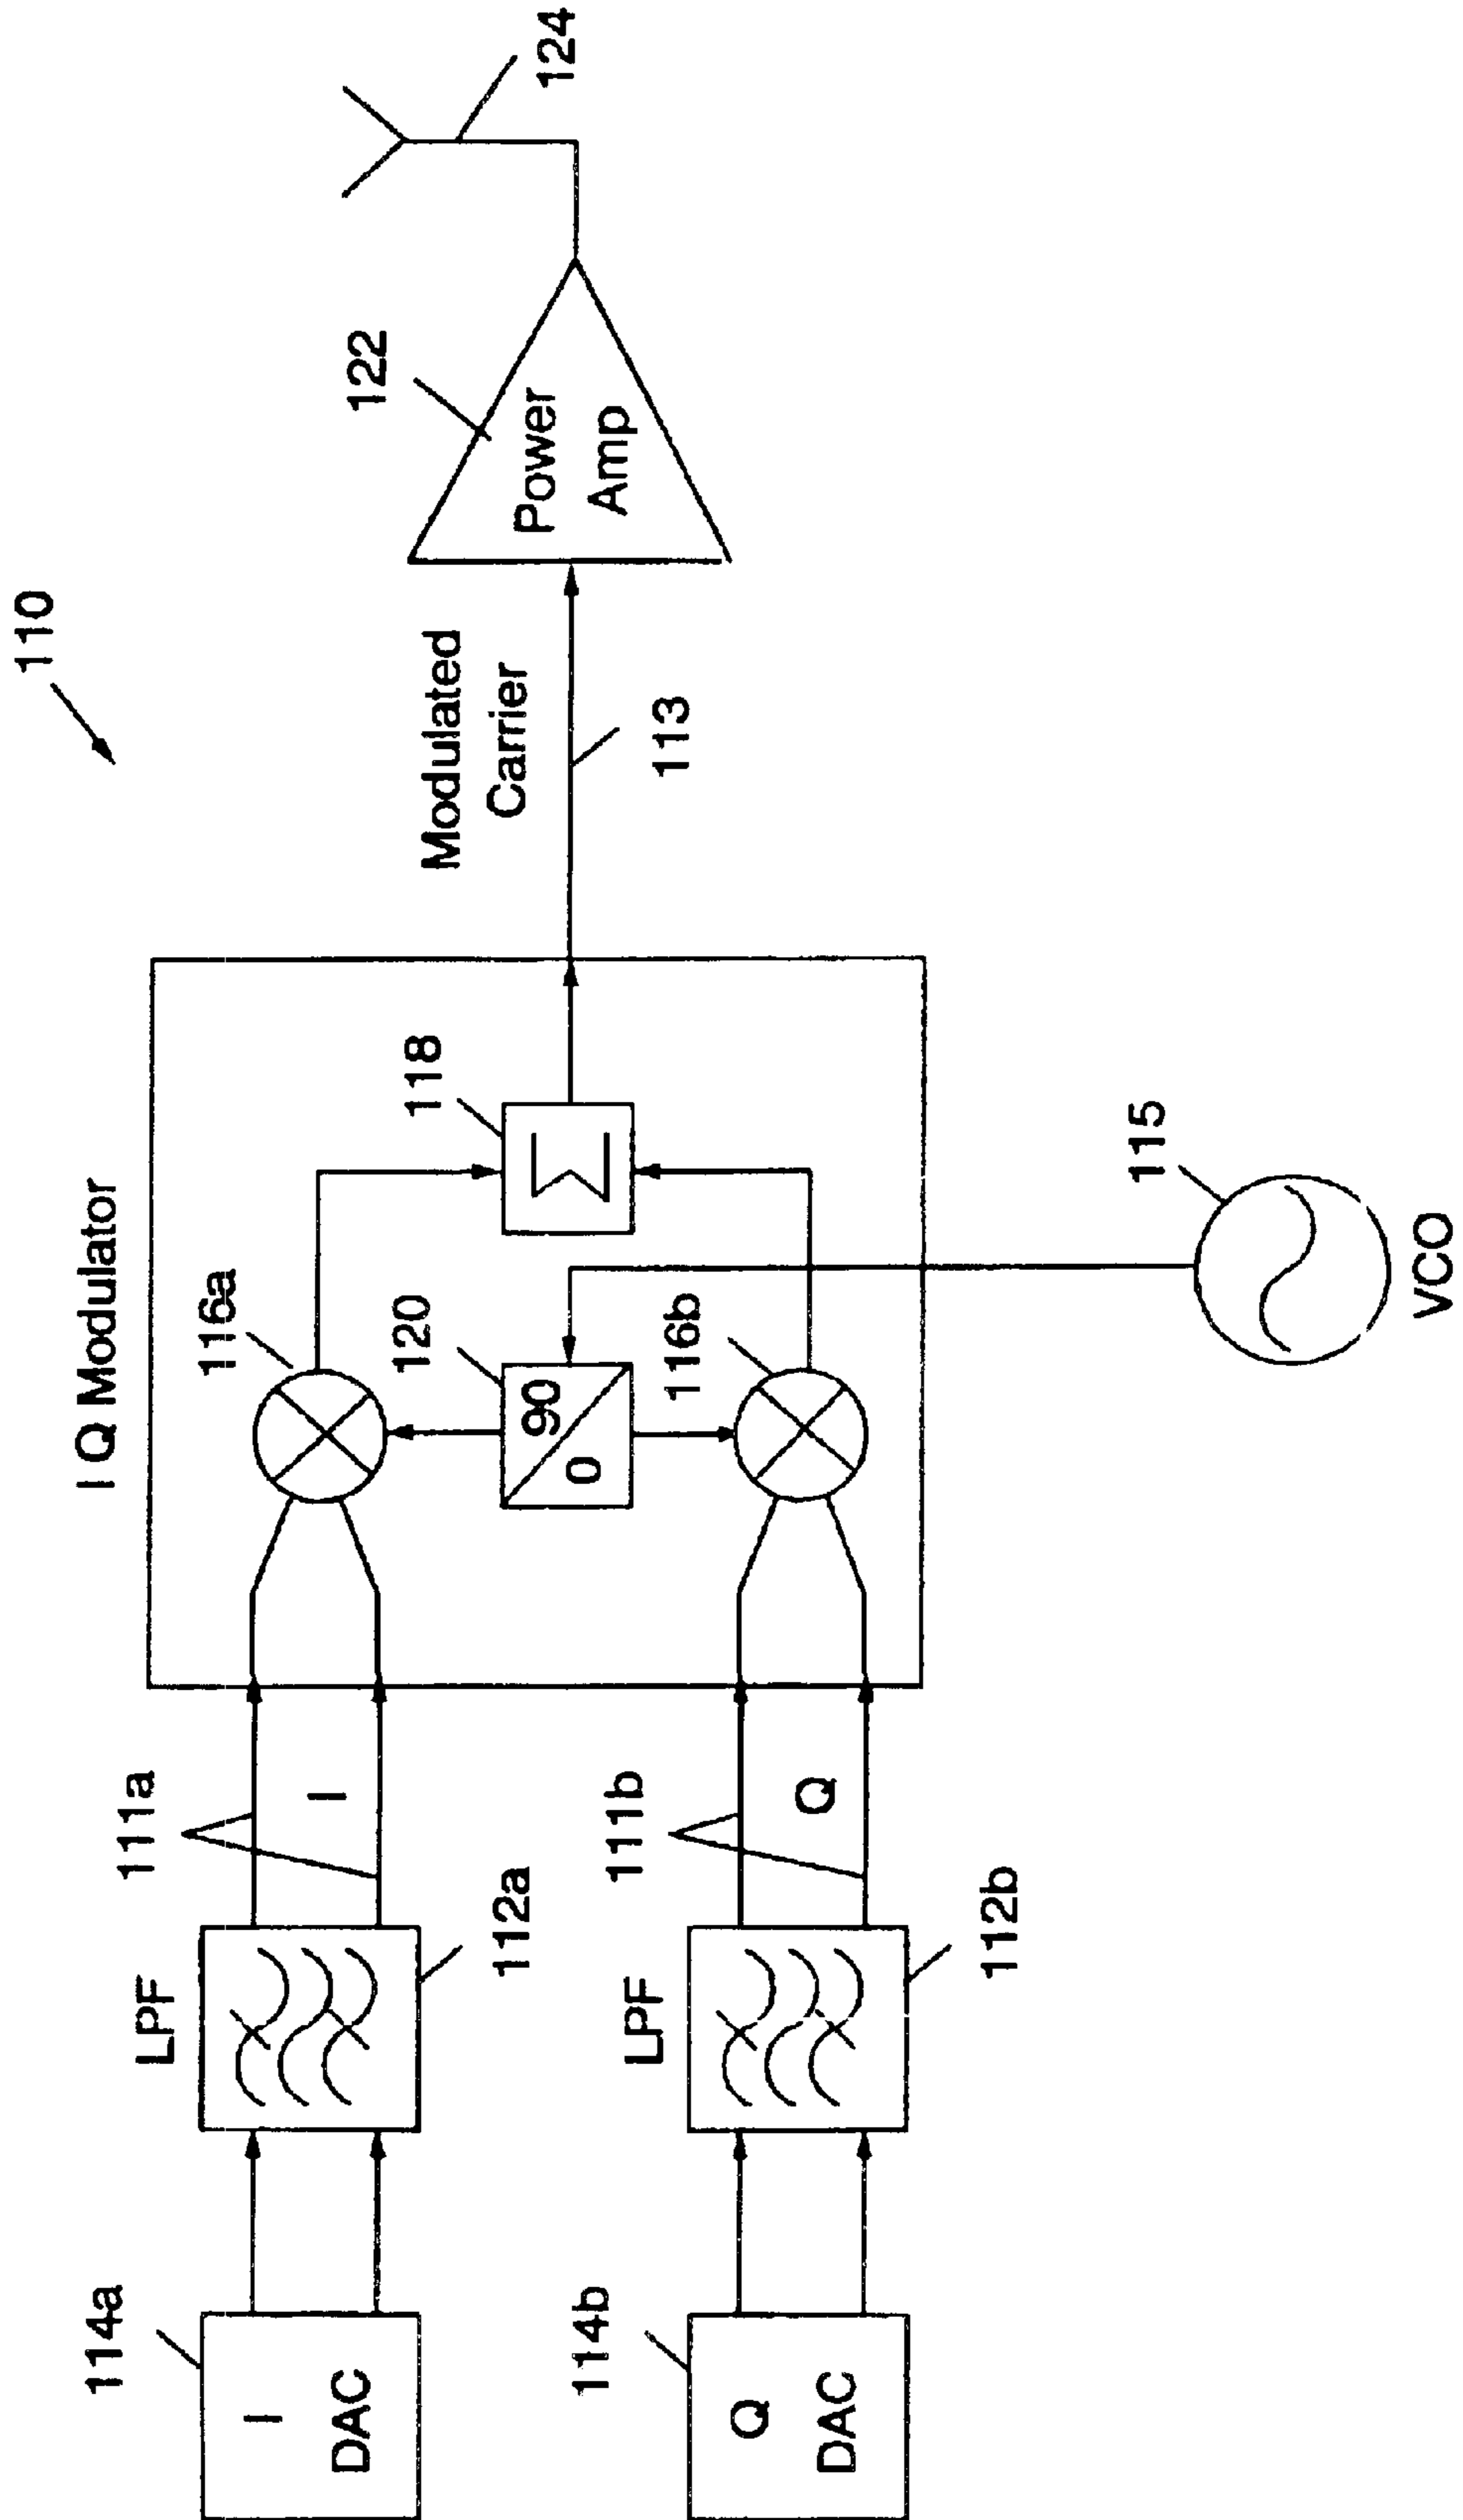 110
I Q Modulator
114a
I
DAC
LPF
112a
111a
I
116a
120
90
0
118
Σ
Modulated
Carrier
113
122
Power
Amp
124
114b
Q
DAC
LPF
112b
111b
Q
116b
115
VCO